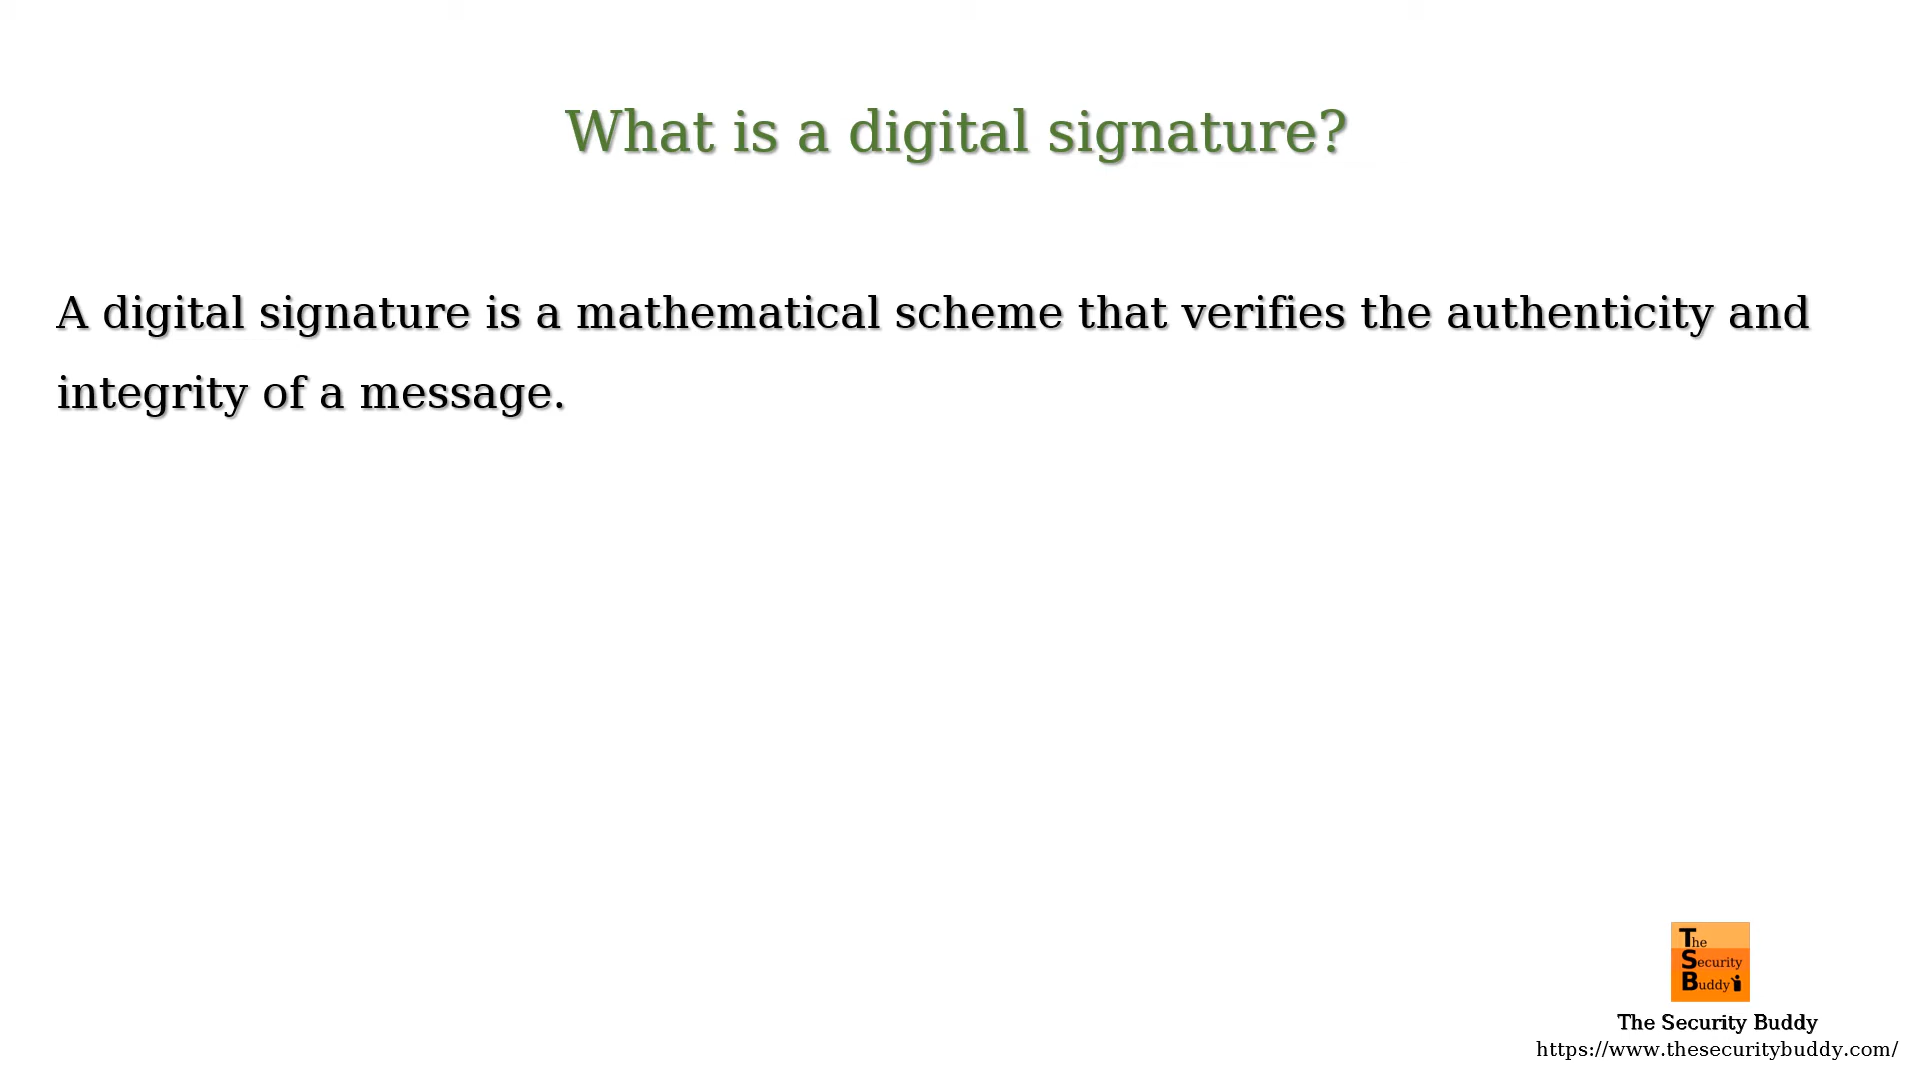 What is a digital signature?
A digital signature is a mathematical scheme that verifies the authenticity and
integrity of a message.
The
Security
Buddy
The Security Buddy
https://www.thesecuritybuddy.com/